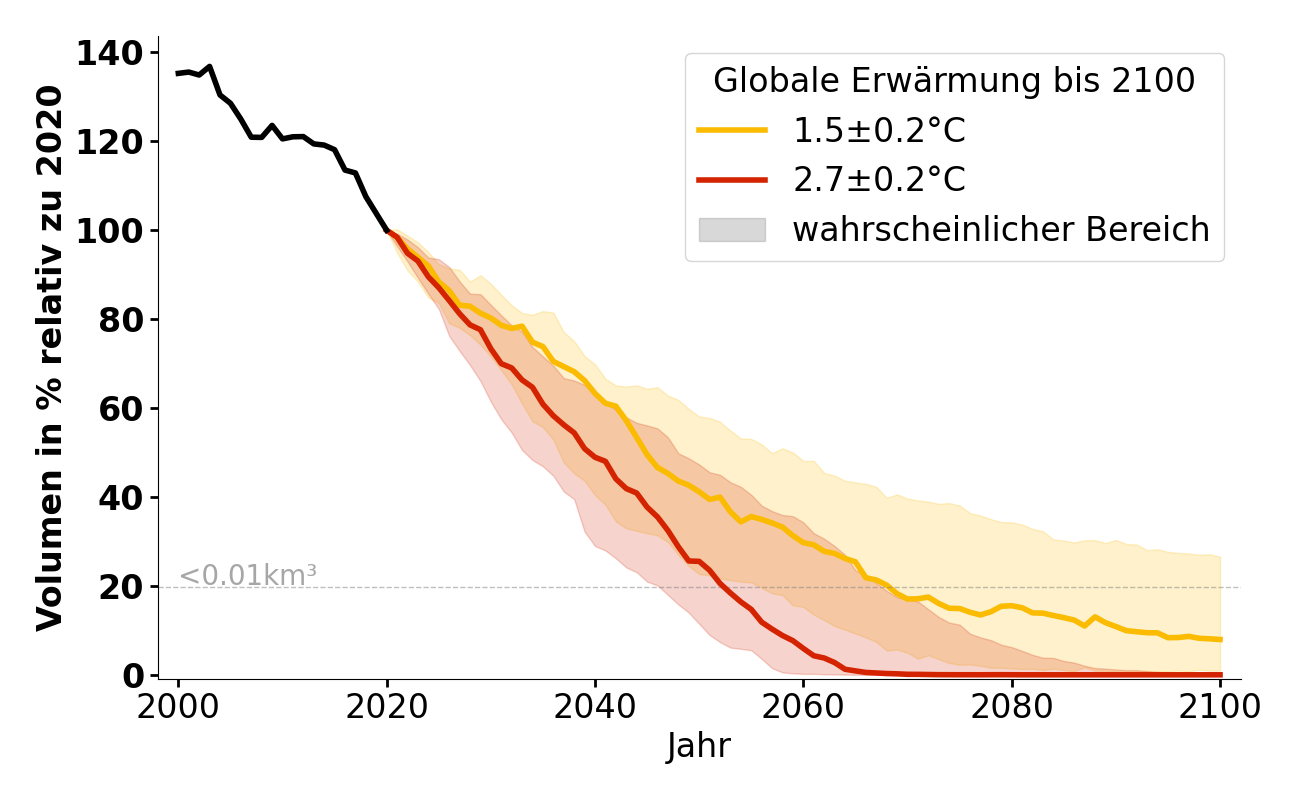 Volumen in % relativ zu 2020
140
120
100
80
60
40
20
0
<0.01km³
Globale Erwärmung bis 2100
1.5±0.2°C
2.7±0.2°C
wahrscheinlicher Bereich
2000 2020 2040 2060 2080 2100
Jahr